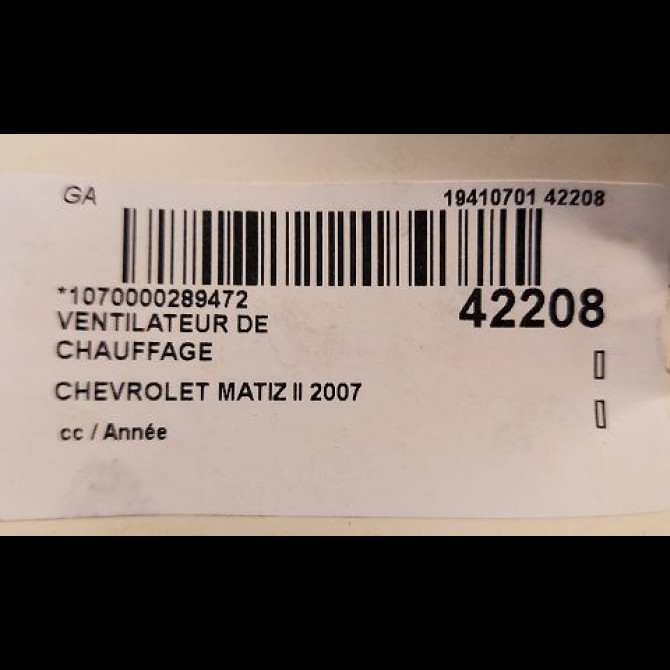 GA 19410701 42208
*1070000289472 42208
VENTILATEUR DE
CHAUFFAGE
CHEVROLET MATIZ II 2007
cc / Année